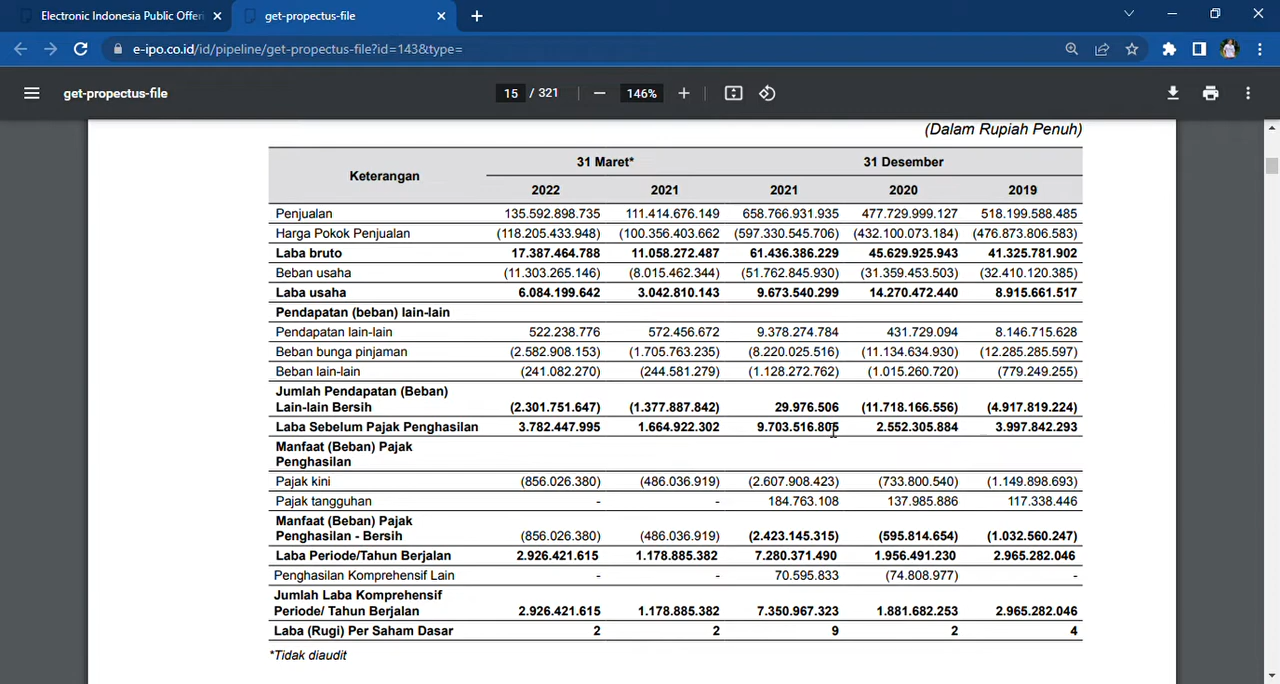 Electronic Indonesia Public Offeri
get-propectus-file
e-ipo.co.id/id/pipeline/get-propectus-file?id=143&type=
get-propectus-file
15 / 321
146%
(Dalam Rupiah Penuh)
Keterangan 31 Maret* 31 Desember
2022 2021 2021 2020 2019
Penjualan 135.592.898.735 111.414.676.149 658.766.931.935 477.729.999.127 518.199.588.485
Harga Pokok Penjualan (118.205.433.948) (100.356.403.662 (597.330.545.706) (432.100.073.184) (476.873.806.583)
Laba bruto 17.387.464.788 11.058.272.487 61.436.386.229 45.629.925.943 41.325.781.902
Beban usaha (11.303.265.146) (8.015.462.344) (51.762.845.930) (31.359.453.503) (32.410.120.385)
Laba usaha 6.084.199.642 3.042.810.143 9.673.540.299 14.270.472.440 8.915.661.517
Pendapatan (beban) lain-lain
Pendapatan lain-lain 522.238.776 572.456.672 9.378.274.784 431.729.094 8.146.715.628
Beban bunga pinjaman (2.582.908.153) (1.705.763.235) (8.220.025.516) (11.134.634.930) (12.285.285.597)
Beban lain-lain (241.082.270) (244.581.279) (1.128.272.762) (1.015.260.720) (779.249.255)
Jumlah Pendapatan (Beban)
Lain-lain Bersih (2.301.751.647) (1.377.887.842) 29.976.506 (11.718.166.556) (4.917.819.224)
Laba Sebelum Pajak Penghasilan 3.782.447.995 1.664.922.302 9.703.516.805 2.552.305.884 3.997.842.293
Manfaat (Beban) Pajak
Penghasilan
Pajak kini (856.026.380) (486.036.919) (2.607.908.423) (733.800.540) (1.149.898.693)
Pajak tangguhan - - 184.763.108 137.985.886 117.338.446
Manfaat (Beban) Pajak
Penghasilan - Bersih (856.026.380) (486.036.919) (2.423.145.315) (595.814.654) (1.032.560.247)
Laba Periode/Tahun Berjalan 2.926.421.615 1.178.885.382 7.280.371.490 1.956.491.230 2.965.282.046
Penghasilan Komprehensif Lain - - 70.595.833 (74.808.977) -
Jumlah Laba Komprehensif
Periode/ Tahun Berjalan 2.926.421.615 1.178.885.382 7.350.967.323 1.881.682.253 2.965.282.046
Laba (Rugi) Per Saham Dasar 2 2 9 2 4
*Tidak diaudit